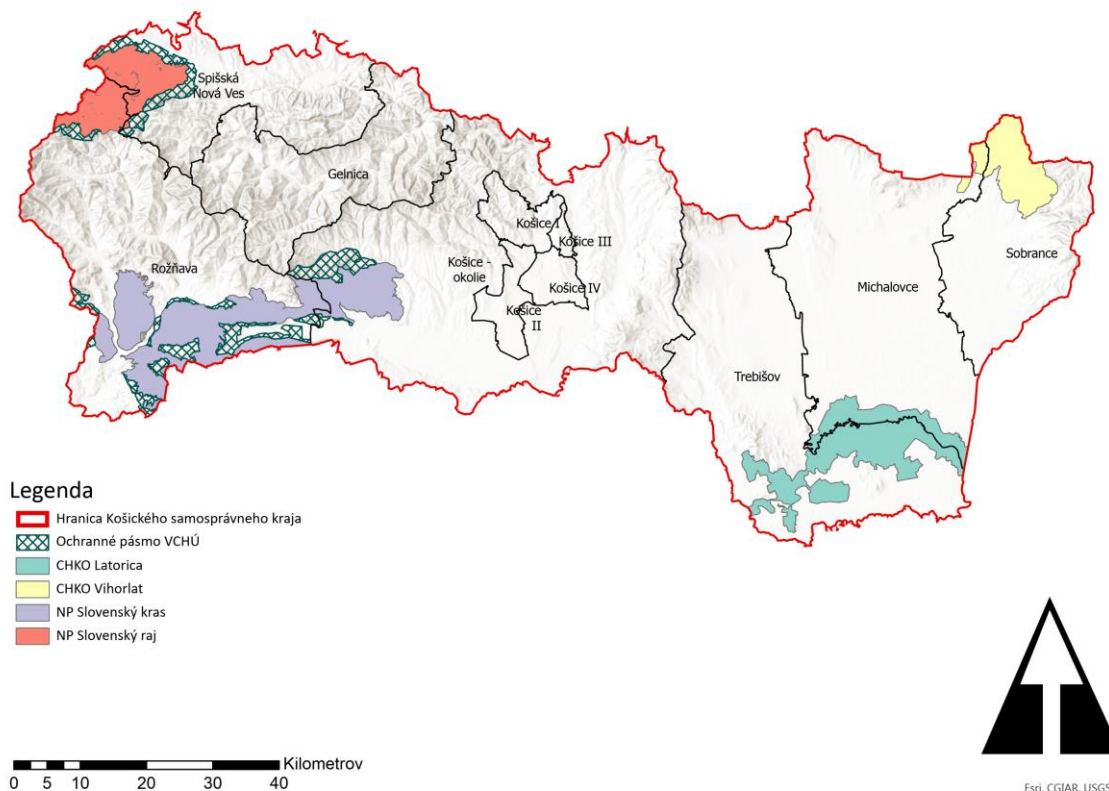 Spišská
Nová Ves
Gelnica
Košice I
Košice III
Košice -
okolie
Košice IV
Košice
II
Rožňava
Sobrance
Michalovce
Trebišov
Legenda
Hranica Košického samosprávneho kraja
Ochranné pásmo VCHÚ
CHKO Latorica
CHKO Vihorlat
NP Slovenský kras
NP Slovenský raj
Kilometrov
0 5 10 20 30 40
Esri, CGIAR, USGS